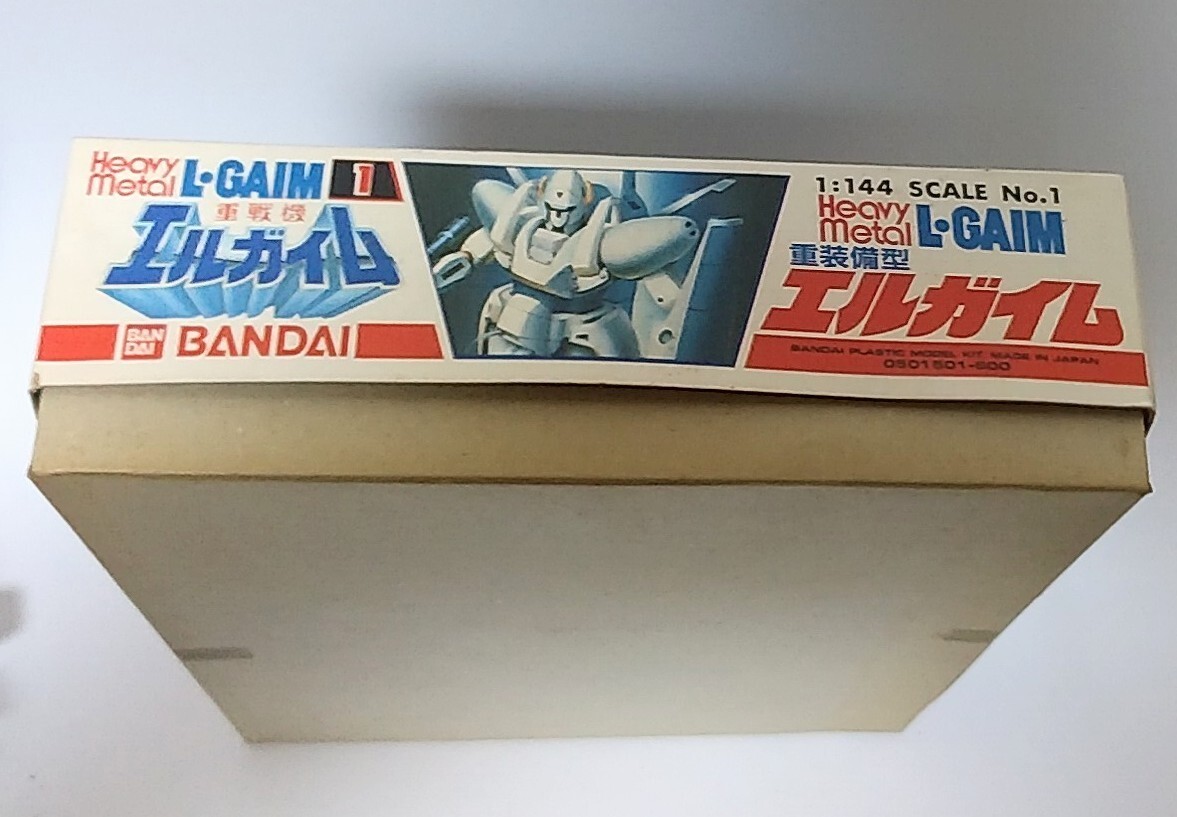 Heavy Metal L·GAIM 1
重戦機
エルガイム
BAN DAI BANDAI
1:144 SCALE No.1
Heavy Metal L·GAIM
重装備型
エルガイム
BANDAI PLASTIC MODEL KIT. MADE IN JAPAN
0501501-600